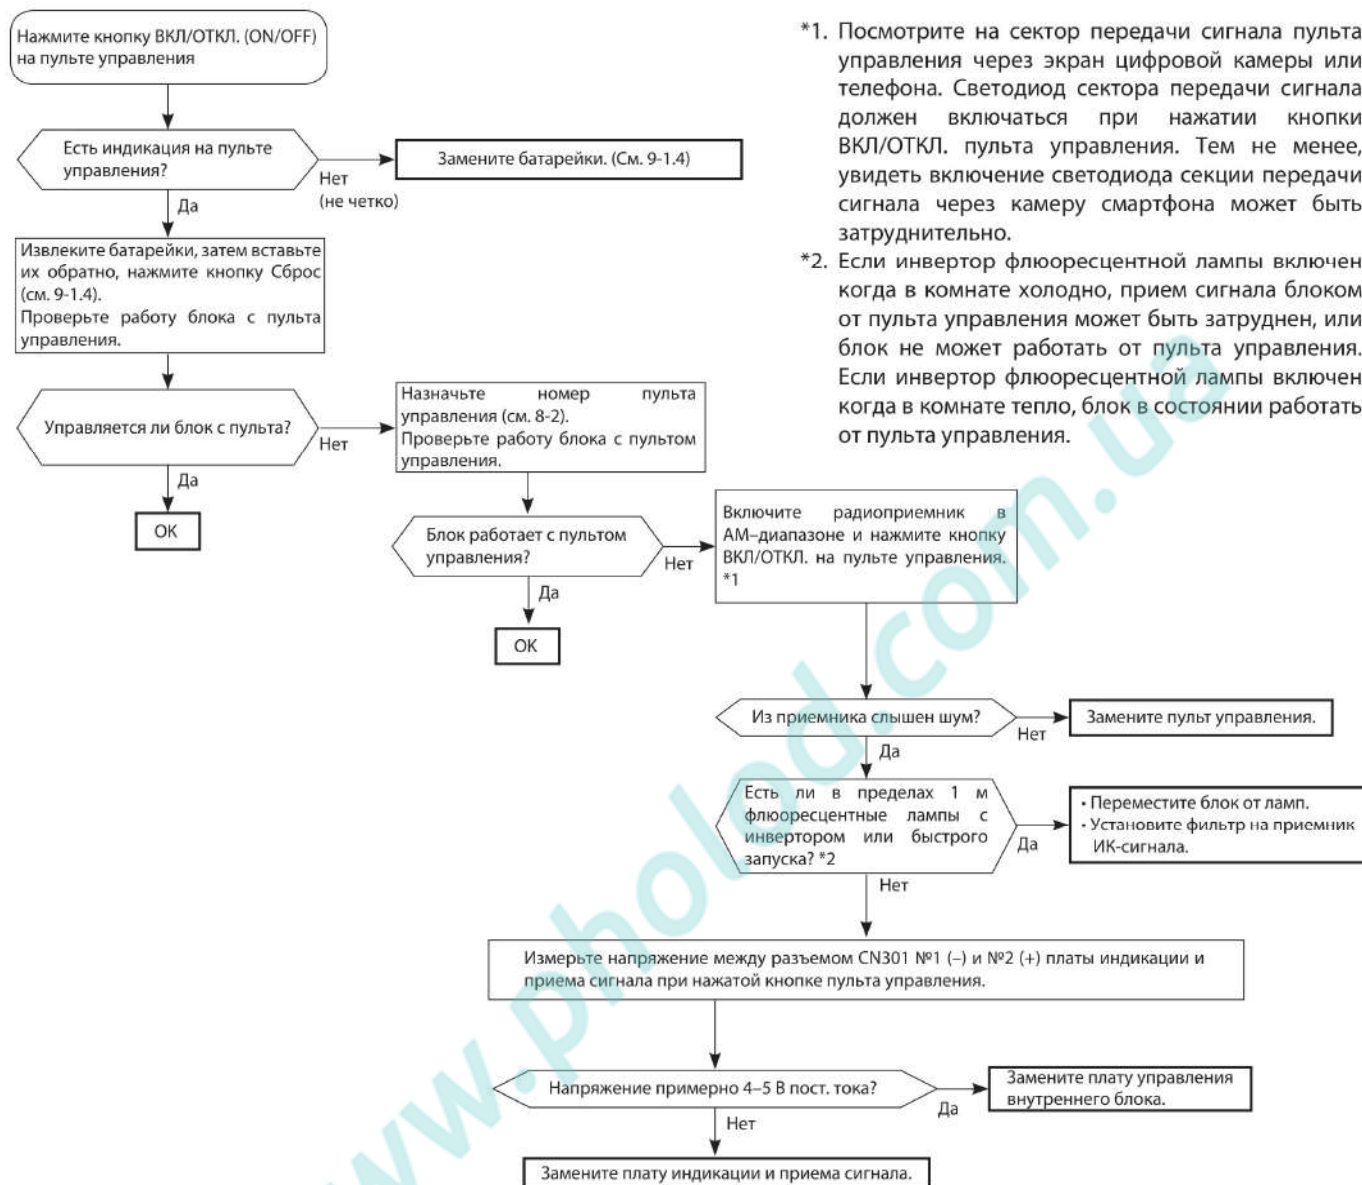 Нажмите кнопку ВКЛ/ОТКЛ. (ON/OFF)
на пульте управления
Есть индикация на пульте
управления?
Нет
(не четко)
Замените батарейки. (См. 9-1.4)
Да
Извлеките батарейки, затем вставьте
их обратно, нажмите кнопку Сброс
(см. 9-1.4).
Проверьте работу блока с пульта
управления.
Управляется ли блок с пульта?
Нет
Да
OK
Назначьте номер пульта
управления (см. 8-2).
Проверьте работу блока с пультом
управления.
Блок работает с пультом
управления?
Нет
Да
OK
Включите радиоприемник в
АМ–диапазоне и нажмите кнопку
ВКЛ/ОТКЛ. на пульте управления.
*1
Из приемника слышен шум?
Нет
Замените пульт управления.
Да
Есть ли в пределах 1 м
флюоресцентные лампы с
инвертором или быстрого
запуска? *2
Да
• Переместите блок от ламп.
• Установите фильтр на приемник
ИК-сигнала.
Нет
Измерьте напряжение между разъемом CN301 №1 (–) и №2 (+) платы индикации и
приема сигнала при нажатой кнопке пульта управления.
Напряжение примерно 4–5 В пост. тока?
Да
Замените плату управления
внутреннего блока.
Нет
Замените плату индикации и приема сигнала.
*1. Посмотрите на сектор передачи сигнала пульта
управления через экран цифровой камеры или
телефона. Светодиод сектора передачи сигнала
должен включаться при нажатии кнопки
ВКЛ/ОТКЛ. пульта управления. Тем не менее,
увидеть включение светодиода секции передачи
сигнала через камеру смартфона может быть
затруднительно.
*2. Если инвертор флюоресцентной лампы включен
когда в комнате холодно, прием сигнала блоком
от пульта управления может быть затруднен, или
блок не может работать от пульта управления.
Если инвертор флюоресцентной лампы включен
когда в комнате тепло, блок в состоянии работать
от пульта управления.
www.pholod.com.ua